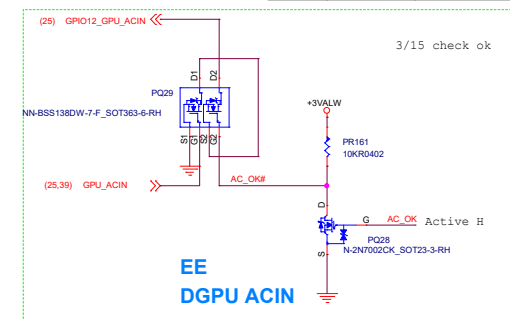 (25) GPIO12_GPU_ACIN
3/15 check ok
D1
D2
PQ29
+3VALW
NN-BSS138DW-7-F_SOT363-6-RH
PR161
10KR0402
S1
G1
S2
G2
(25,39) GPU_ACIN
AC_OK#
D
G
AC_OK
Active H
PQ28
N-2N7002CK_SOT23-3-RH
S
EE
DGPU ACIN